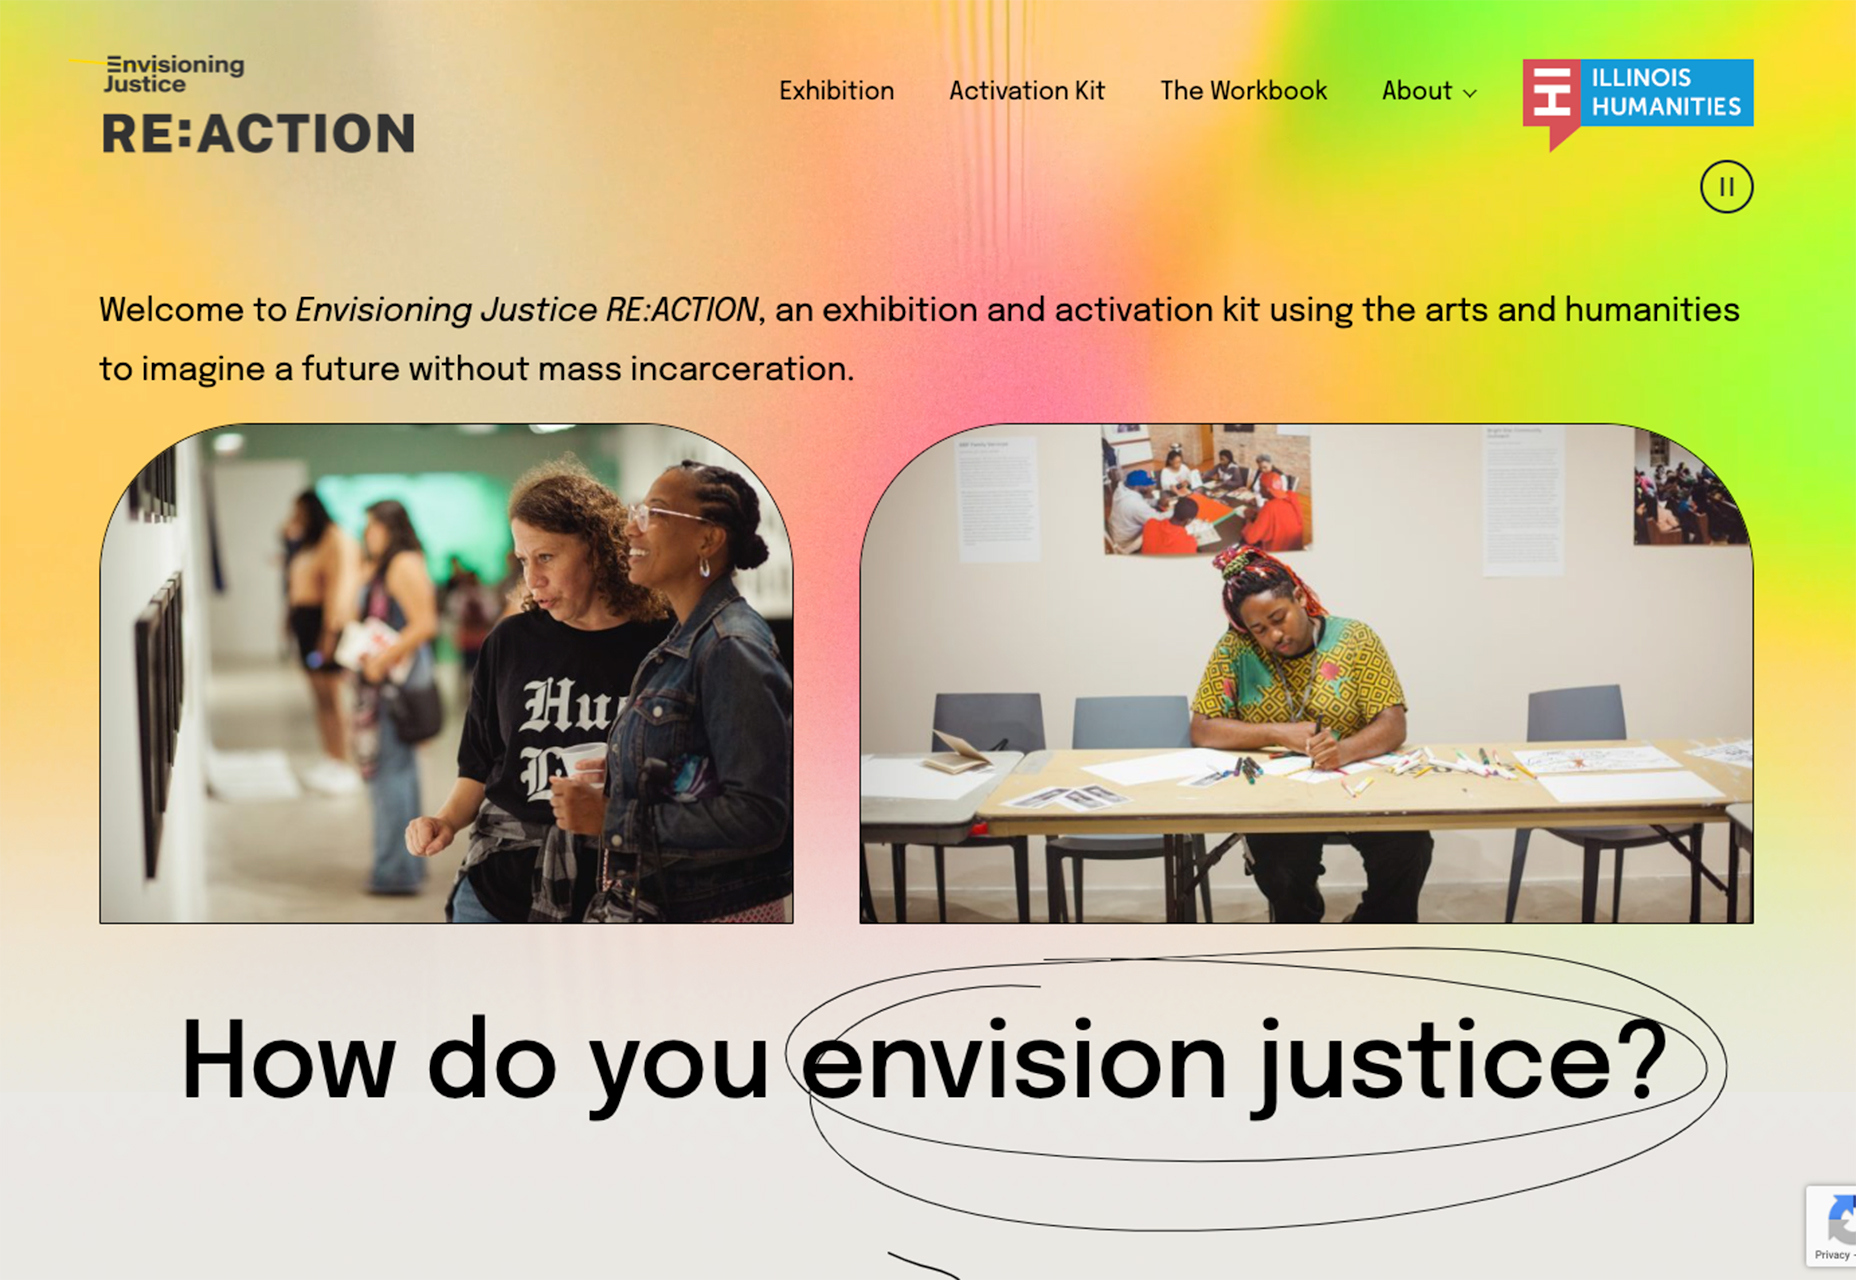 Envisioning
Justice
RE:ACTION
Exhibition
Activation Kit
The Workbook
About
ILLINOIS
HUMANITIES
Welcome to Envisioning Justice RE:ACTION, an exhibition and activation kit using the arts and humanities
to imagine a future without mass incarceration.
How do you envision justice?
Privacy -